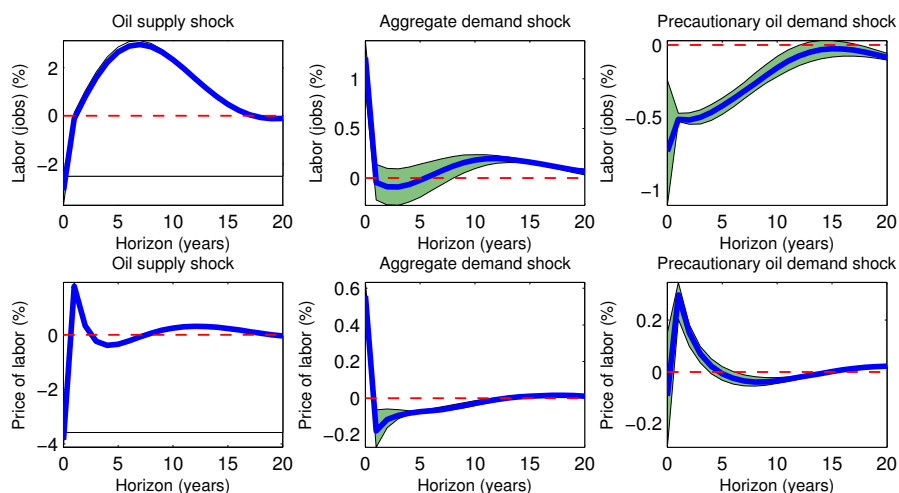 Oil supply shock
Aggregate demand shock
Precautionary oil demand shock
Labor (jobs) (%)
2
0
−2
0 5 10 15 20
Horizon (years)
Labor (jobs) (%)
1
0.5
0
0 5 10 15 20
Horizon (years)
Labor (jobs) (%)
0
−0.5
−1
0 5 10 15 20
Horizon (years)
Oil supply shock
Aggregate demand shock
Precautionary oil demand shock
Price of labor (%)
0
−2
−4
0 5 10 15 20
Horizon (years)
Price of labor (%)
0.6
0.4
0.2
0
−0.2
0 5 10 15 20
Horizon (years)
Price of labor (%)
0.2
0
−0.2
0 5 10 15 20
Horizon (years)